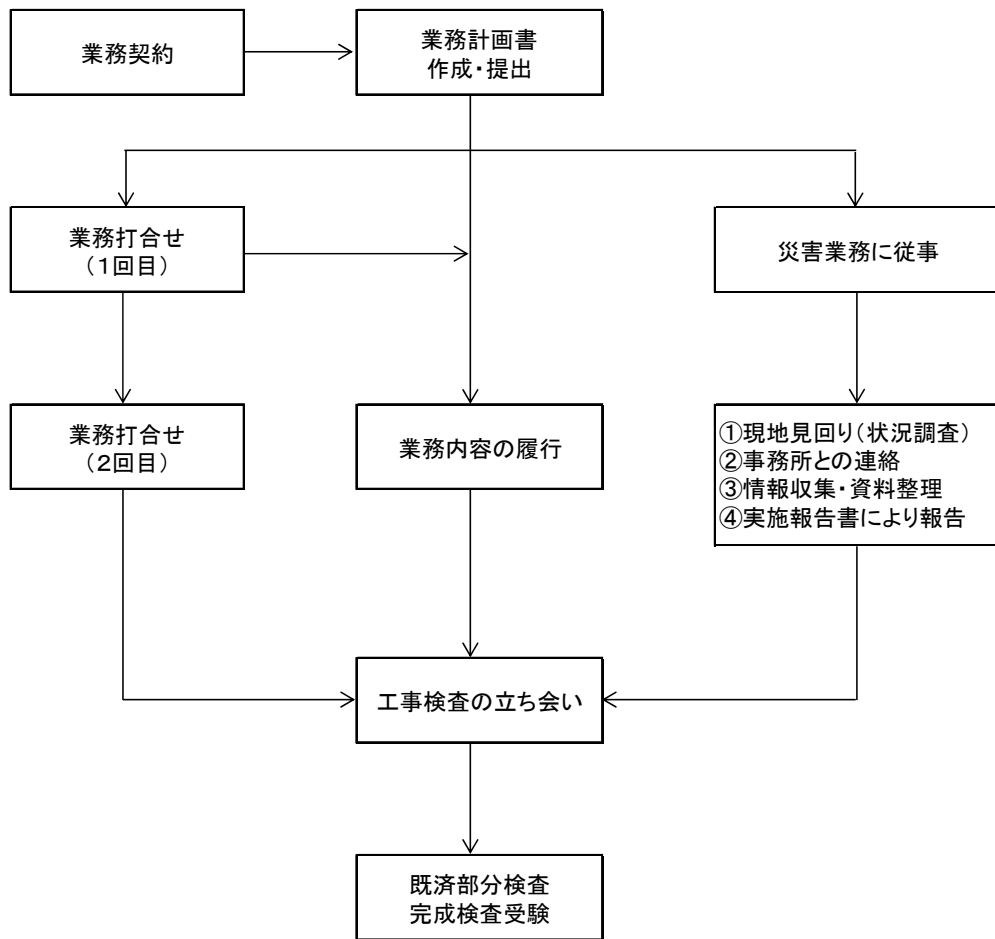 業務契約
業務計画書
作成・提出
業務打合せ
(1回目)
災害業務に従事
業務打合せ
(2回目)
業務内容の履行
①現地見回り(状況調査)
②事務所との連絡
③情報収集・資料整理
④実施報告書により報告
工事検査の立ち会い
既済部分検査
完成検査受験